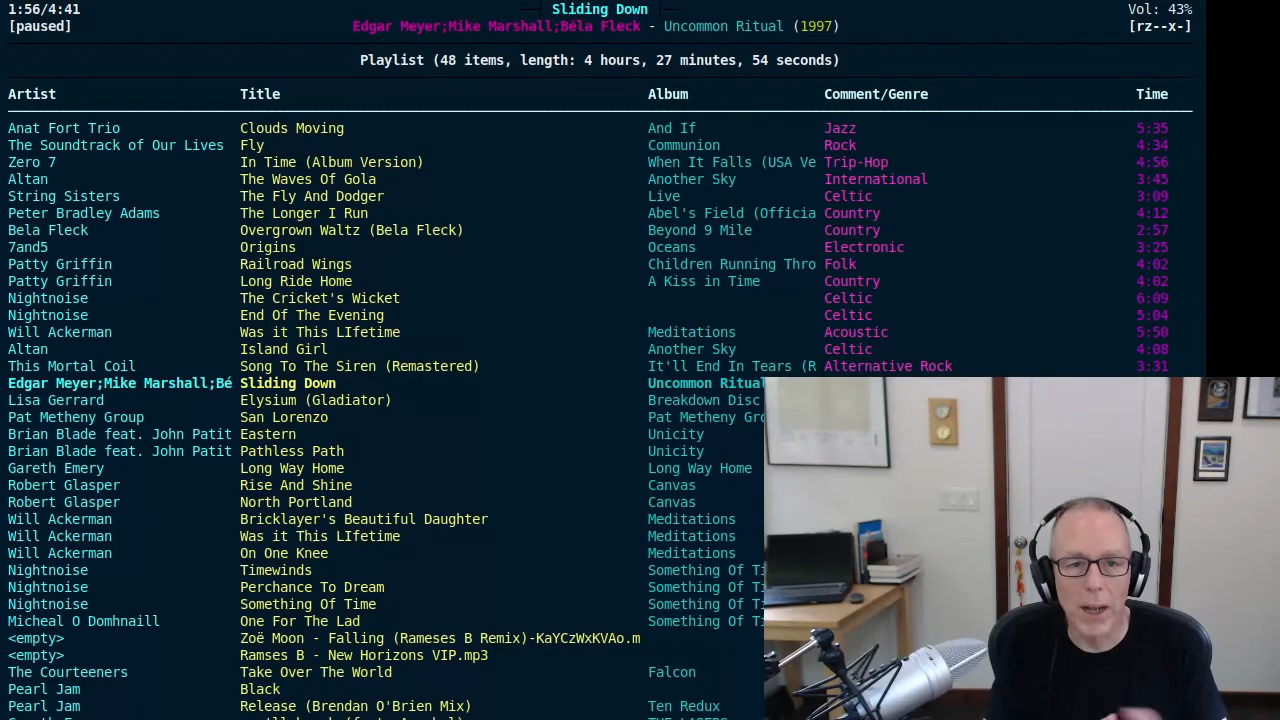 1:56/4:41 Sliding Down Vol: 43%
[paused] Edgar Meyer;Mike Marshall;Béla Fleck - Uncommon Ritual (1997) [rz--x-]
Playlist (48 items, length: 4 hours, 27 minutes, 54 seconds)
Artist Title Album Comment/Genre Time
Anat Fort Trio Clouds Moving And If Jazz 5:35
The Soundtrack of Our Lives Fly Communion Rock 4:34
Zero 7 In Time (Album Version) When It Falls (USA Ve Trip-Hop 4:56
Altan The Waves Of Gola Another Sky International 3:45
String Sisters The Fly And Dodger Live Celtic 3:09
Peter Bradley Adams The Longer I Run Abel's Field (Officia Country 4:12
Bela Fleck Overgrown Waltz (Bela Fleck) Beyond 9 Mile Country 2:57
7and5 Origins Oceans Electronic 3:25
Patty Griffin Railroad Wings Children Running Thro Folk 4:02
Patty Griffin Long Ride Home A Kiss in Time Country 4:02
Nightnoise The Cricket's Wicket Celtic 6:09
Nightnoise End Of The Evening Celtic 5:04
Will Ackerman Was it This LIfetime Meditations Acoustic 5:50
Altan Island Girl Another Sky Celtic 4:08
This Mortal Coil Song To The Siren (Remastered) It'll End In Tears (R Alternative Rock 3:31
Edgar Meyer;Mike Marshall;Bé Sliding Down Uncommon Ritual
Lisa Gerrard Elysium (Gladiator) Breakdown Disc
Pat Metheny Group San Lorenzo Pat Metheny Gro
Brian Blade feat. John Patit Eastern Unicity
Brian Blade feat. John Patit Pathless Path Unicity
Gareth Emery Long Way Home Long Way Home
Robert Glasper Rise And Shine Canvas
Robert Glasper North Portland Canvas
Will Ackerman Bricklayer's Beautiful Daughter Meditations
Will Ackerman Was it This LIfetime Meditations
Will Ackerman On One Knee Meditations
Nightnoise Timewinds Something Of Ti
Nightnoise Perchance To Dream Something Of Ti
Nightnoise Something Of Time Something Of Ti
Micheal O Domhnaill One For The Lad Something Of Ti
<empty> Zoë Moon - Falling (Rameses B Remix)-KaYCzWxKVAo.m
<empty> Ramses B - New Horizons VIP.mp3
The Courteeners Take Over The World Falcon
Pearl Jam Black
Pearl Jam Release (Brendan O'Brien Mix) Ten Redux